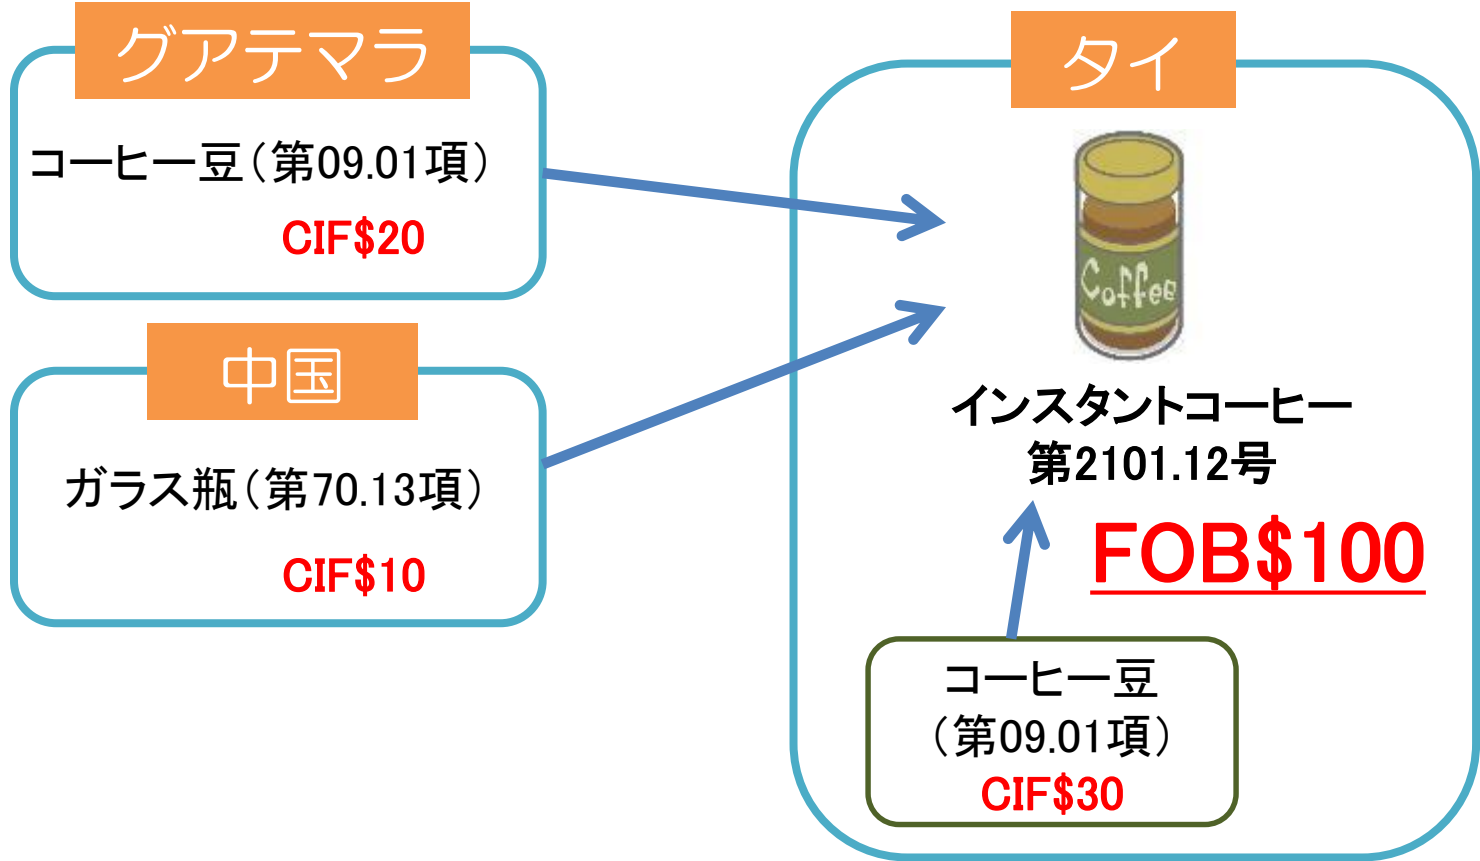 グアテマラ
コーヒー豆（第09.01項）
CIF$20
中国
ガラス瓶（第70.13項）
CIF$10
タイ
Coffee
インスタントコーヒー
第2101.12号
FOB$100
コーヒー豆
（第09.01項）
CIF$30